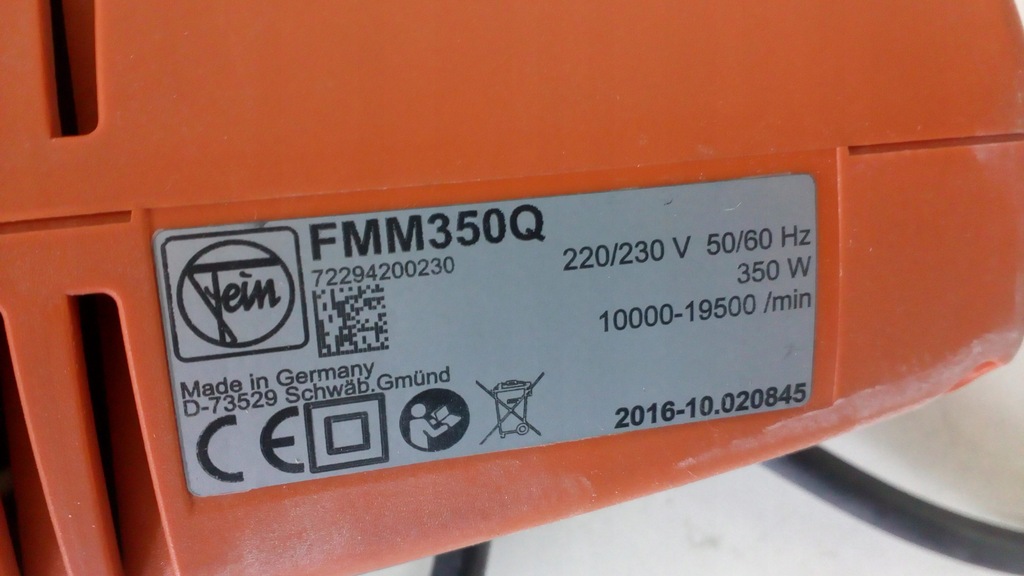 Fein
FMM350Q
72294200230
220/230 V 50/60 Hz
350 W
10000-19500 /min
Made in Germany
D-73529 Schwäb.Gmünd
CE
2016-10.020845